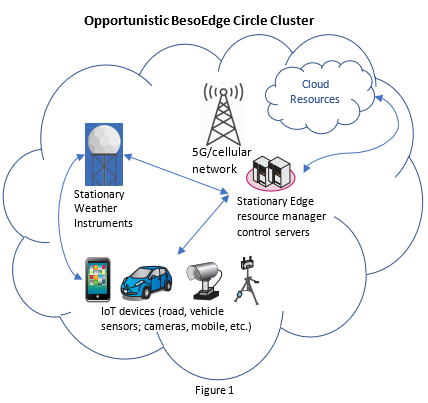 Opportunistic BesoEdge Circle Cluster
Cloud
Resources
5G/cellular
network
Stationary
Weather
Instruments
Stationary Edge
resource manager
control servers
IoT devices (road, vehicle
sensors; cameras, mobile, etc.)
Figure 1